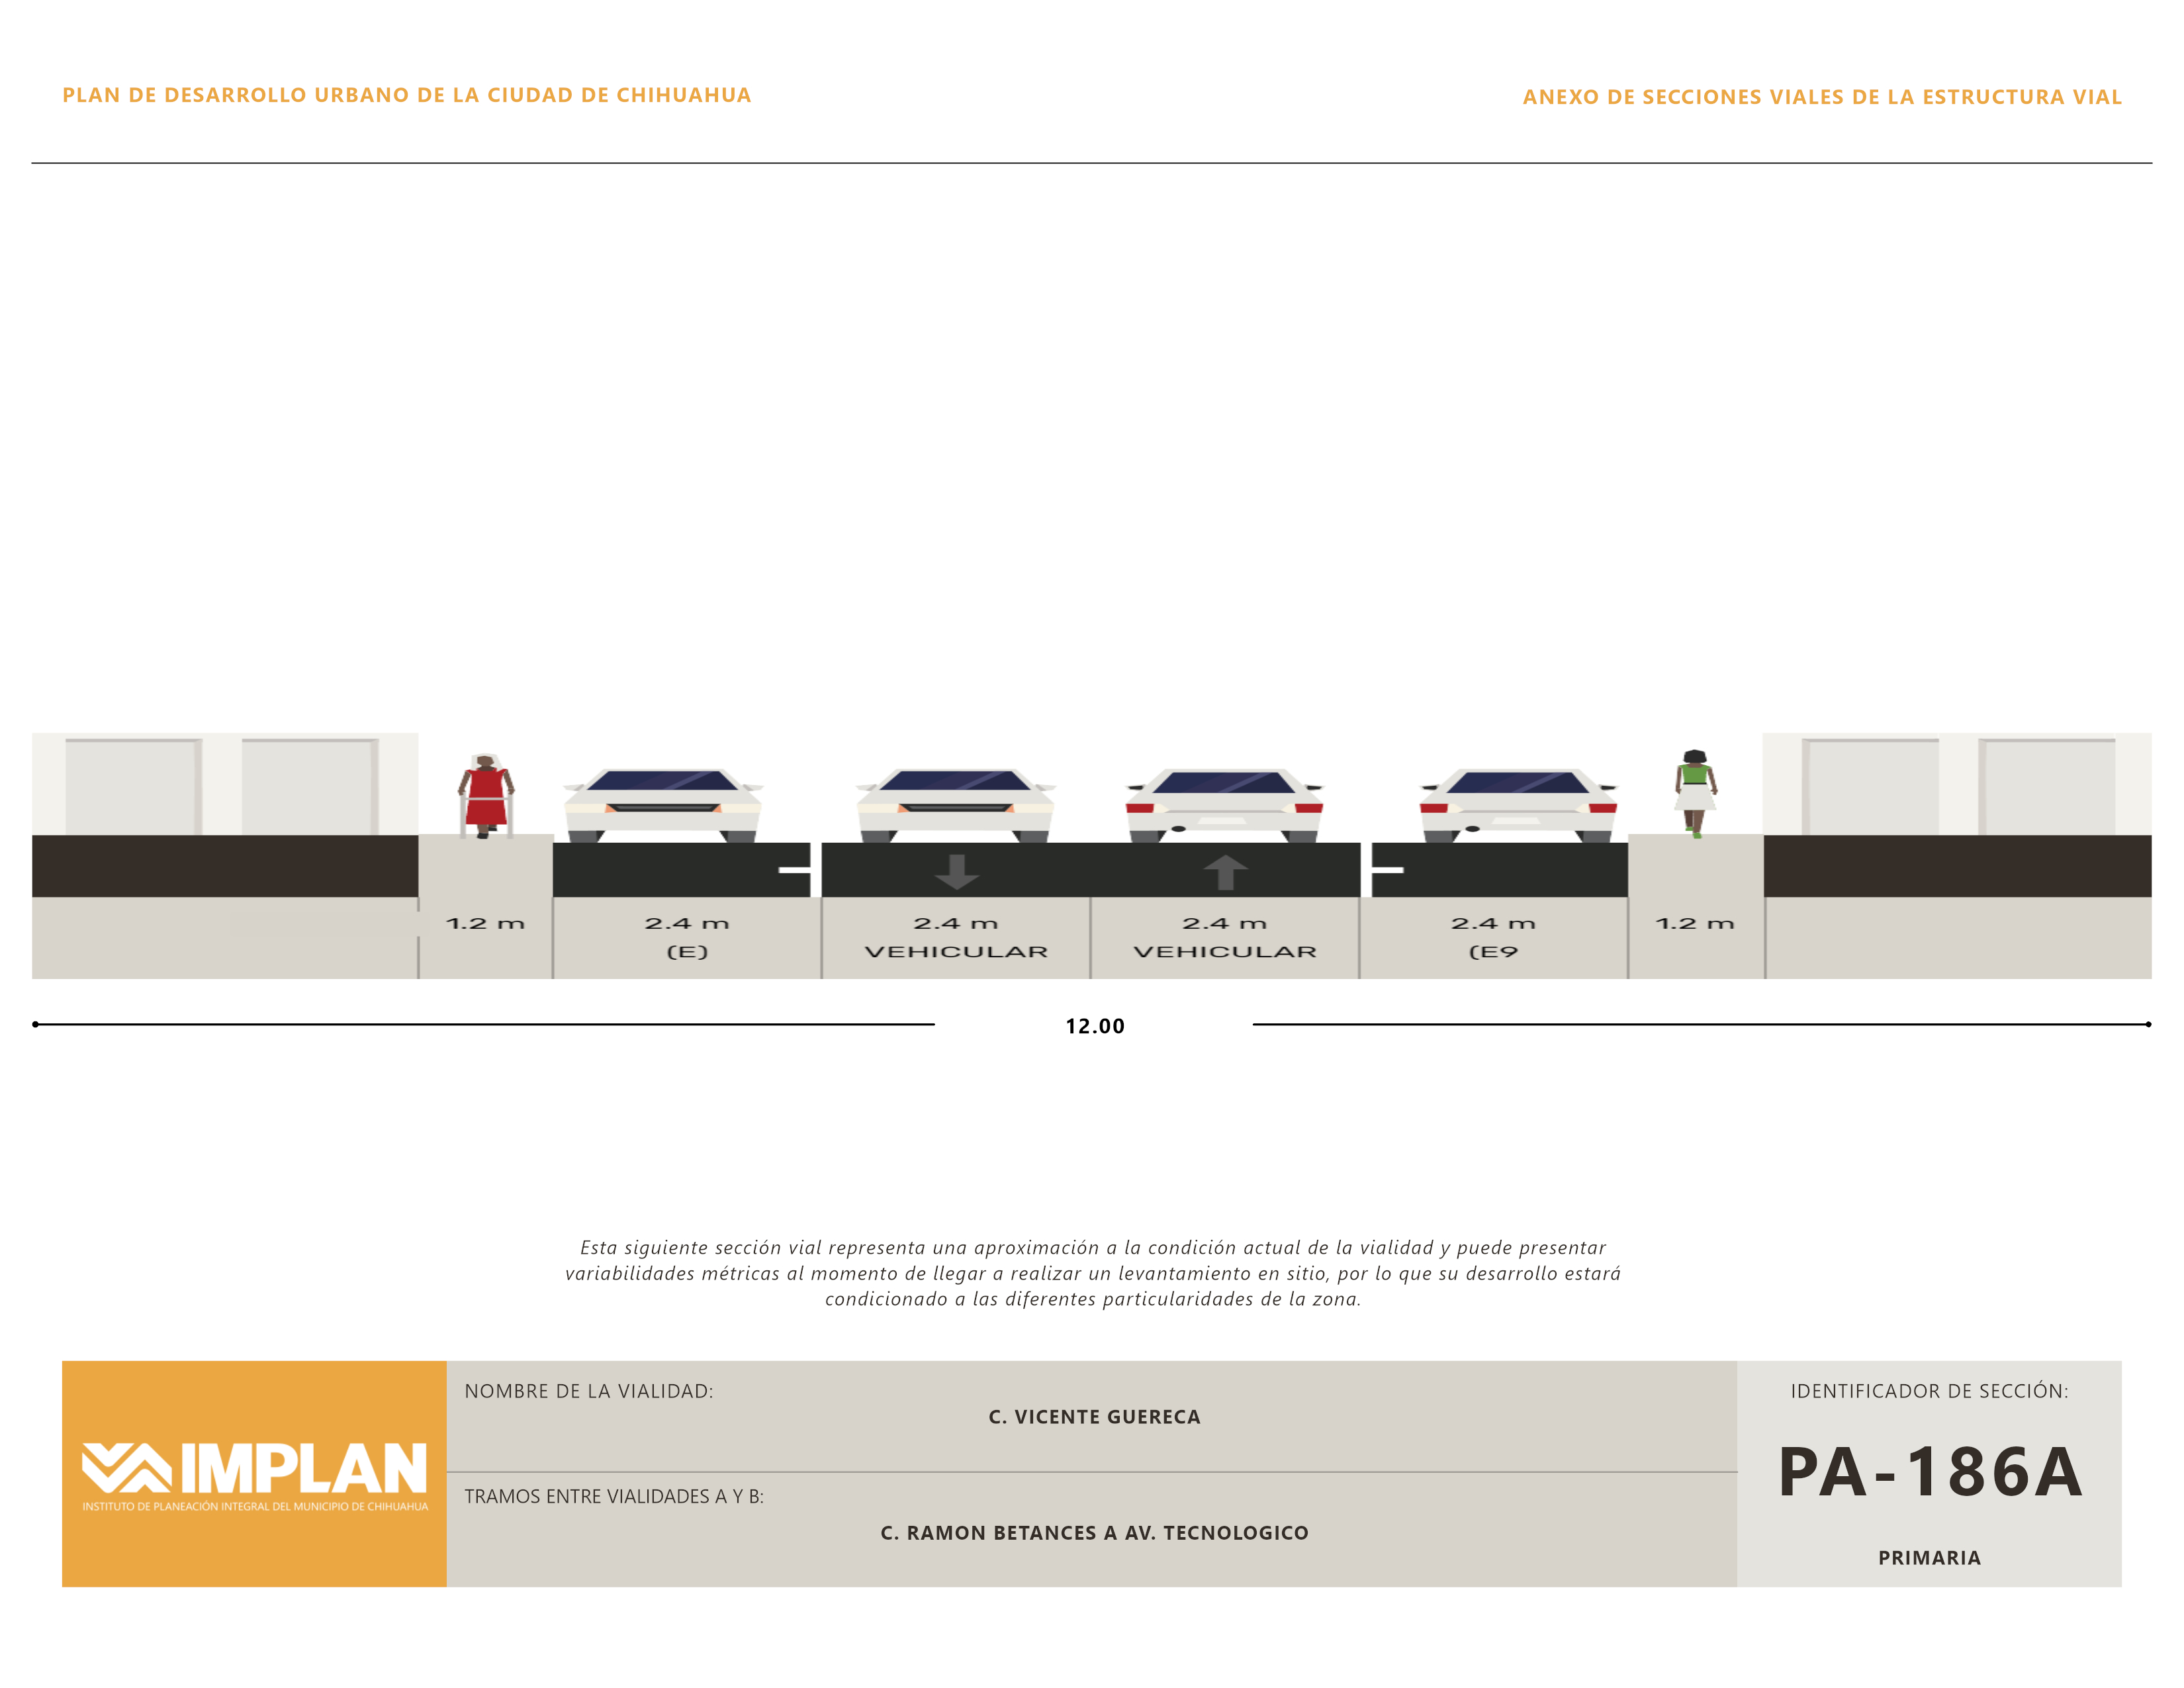 PLAN DE DESARROLLO URBANO DE LA CIUDAD DE CHIHUAHUA
ANEXO DE SECCIONES VIALES DE LA ESTRUCTURA VIAL
1.2 m
2.4 m
(E)
2.4 m
VEHICULAR
2.4 m
VEHICULAR
2.4 m
(E9
1.2 m
12.00
Esta siguiente sección vial representa una aproximación a la condición actual de la vialidad y puede presentar
variabilidades métricas al momento de llegar a realizar un levantamiento en sitio, por lo que su desarrollo estará
condicionado a las diferentes particularidades de la zona.
IMPLAN
INSTITUTO DE PLANEACIÓN INTEGRAL DEL MUNICIPIO DE CHIHUAHUA
NOMBRE DE LA VIALIDAD:
C. VICENTE GUERECA
TRAMOS ENTRE VIALIDADES A Y B:
C. RAMON BETANCES A AV. TECNOLOGICO
IDENTIFICADOR DE SECCIÓN:
PA-186A
PRIMARIA